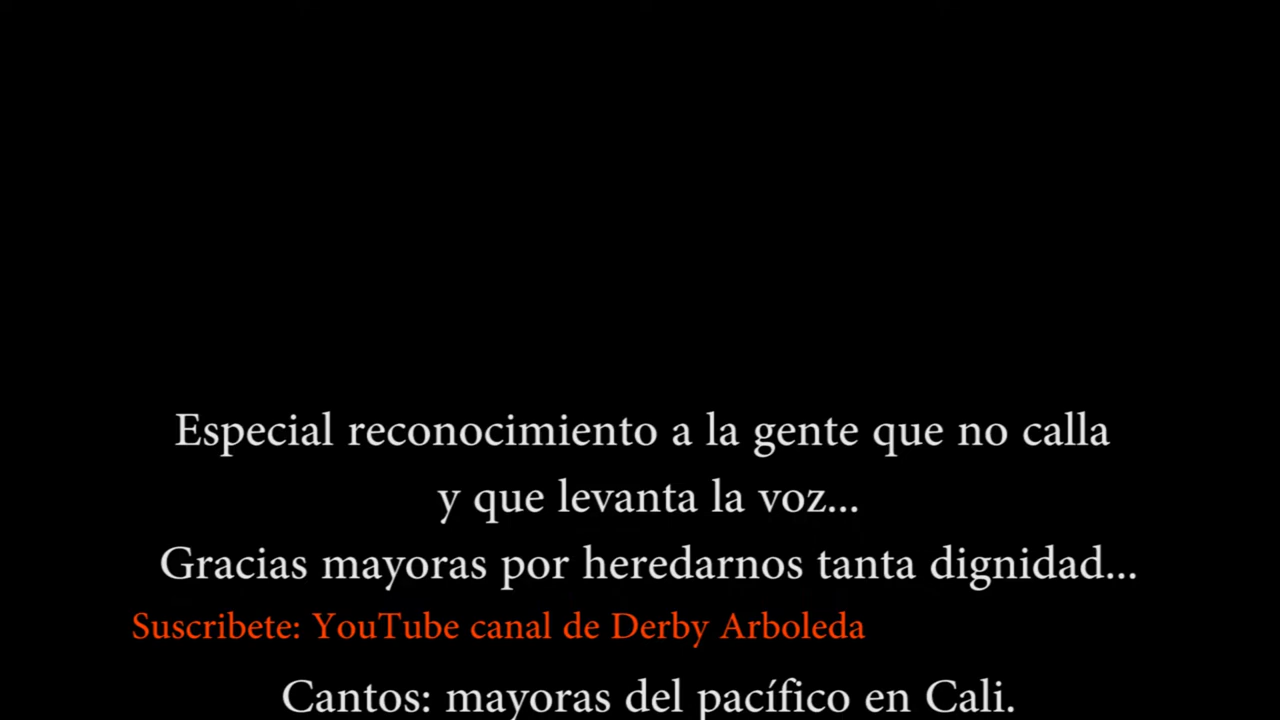 Especial reconocimiento a la gente que no calla
y que levanta la voz...
Gracias mayoras por heredarnos tanta dignidad...
Suscribete: YouTube canal de Derby Arboleda
Cantos: mayoras del pacífico en Cali.